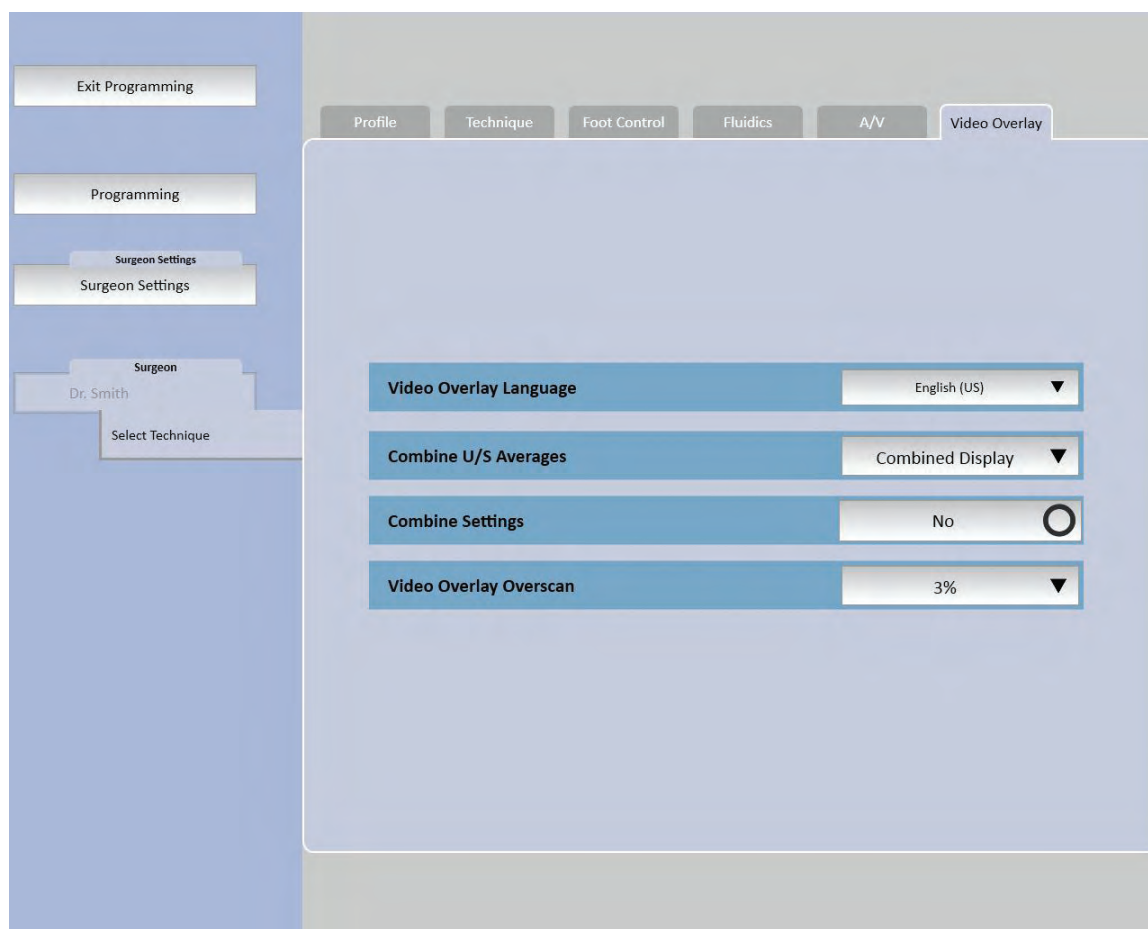 Exit Programming
Programming
Surgeon Settings
Surgeon Settings
Surgeon
Dr. Smith
Select Technique
Profile Technique Foot Control Fluidics A/V Video Overlay
Video Overlay Language English (US)
Combine U/S Averages Combined Display
Combine Settings No
Video Overlay Overscan 3%